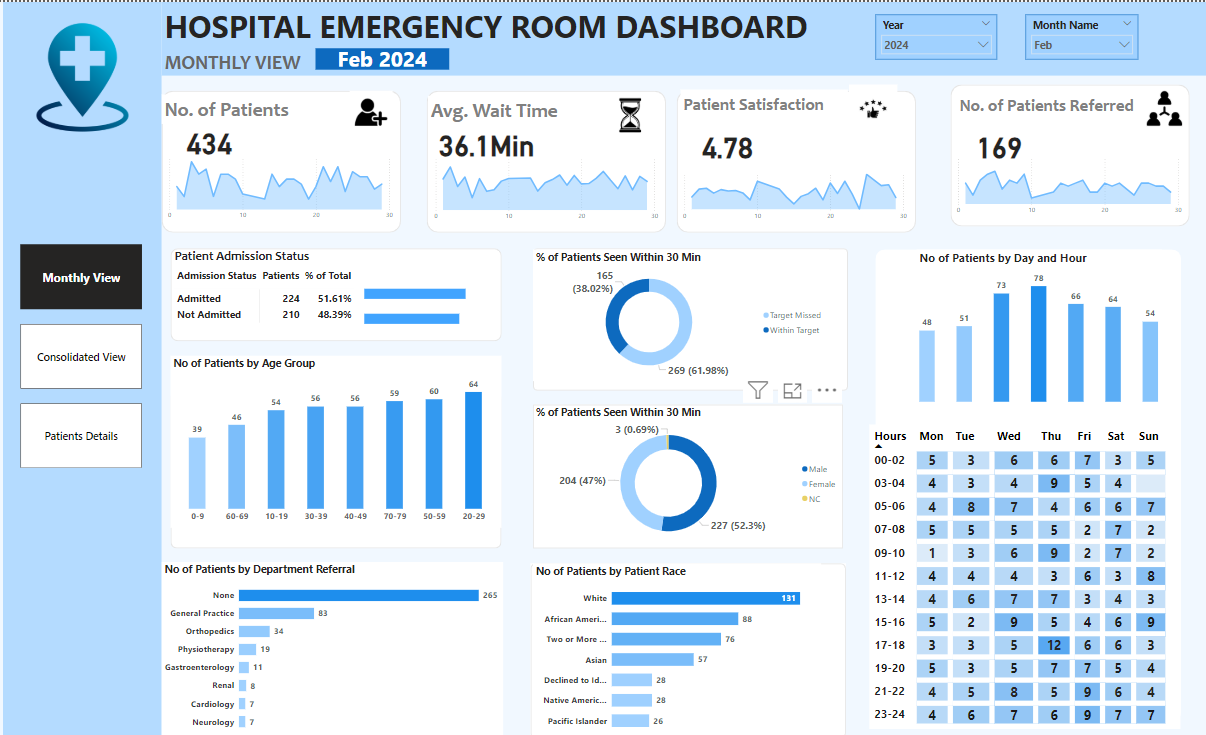 HOSPITAL EMERGENCY ROOM DASHBOARD
MONTHLY VIEW Feb 2024
Year
2024
Month Name
Feb
No. of Patients
434
0 10 20 30
Avg. Wait Time
36.1Min
0 10 20 30
Patient Satisfaction
4.78
0 10 20 30
No. of Patients Referred
169
0 10 20 30
Monthly View
Consolidated View
Patients Details
Patient Admission Status
Admission Status Patients % of Total
Admitted 224 51.61%
Not Admitted 210 48.39%
No of Patients by Age Group
39 46 54 56 56 59 60 64
0-9 60-69 10-19 30-39 40-49 70-79 50-59 20-29
No of Patients by Department Referral
None 265
General Practice 83
Orthopedics 34
Physiotherapy 19
Gastroenterology 11
Renal 8
Cardiology 7
Neurology 7
% of Patients Seen Within 30 Min
165
(38.02%)
269 (61.98%)
Target Missed
Within Target
% of Patients Seen Within 30 Min
3 (0.69%)
204 (47%)
227 (52.3%)
Male
Female
NC
No of Patients by Patient Race
White 131
African Ameri... 88
Two or More ... 76
Asian 57
Declined to Id... 28
Native Americ... 28
Pacific Islander 26
No of Patients by Day and Hour
48 51 73 78 66 64 54
Hours Mon Tue Wed Thu Fri Sat Sun
00-02 5 3 6 6 7 3 5
03-04 4 3 4 9 5 4
05-06 4 8 7 4 6 6 7
07-08 5 5 5 5 2 7 2
09-10 1 3 6 9 2 7 2
11-12 4 4 4 3 6 3 8
13-14 4 6 7 7 3 4 3
15-16 5 2 9 5 4 6 9
17-18 3 3 5 12 6 6 3
19-20 5 3 5 7 7 5 4
21-22 4 5 8 5 9 6 4
23-24 4 6 7 6 9 7 7